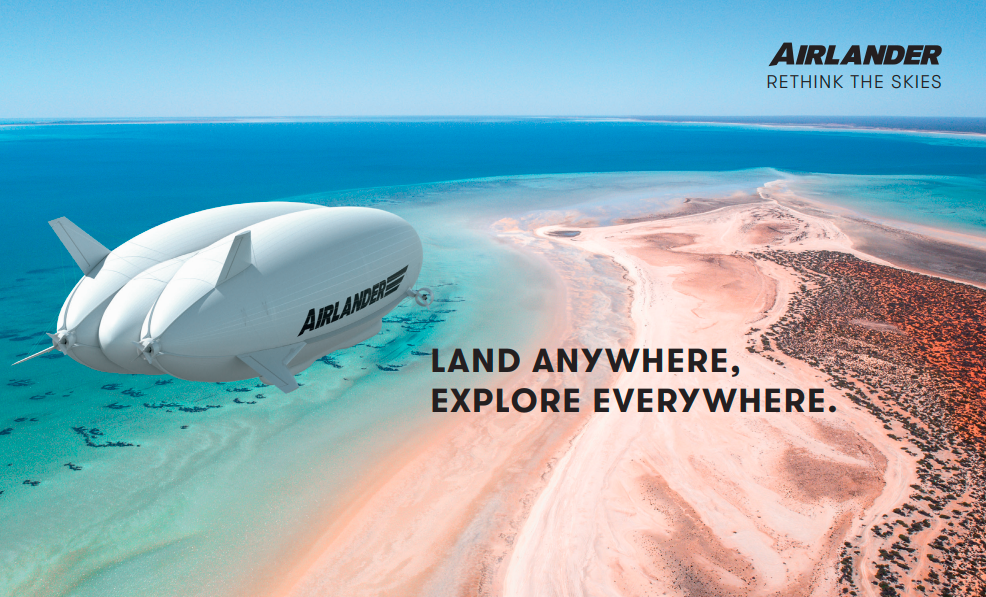 AIRLANDER
RETHINK THE SKIES
AIRLANDER
LAND ANYWHERE,
EXPLORE EVERYWHERE.